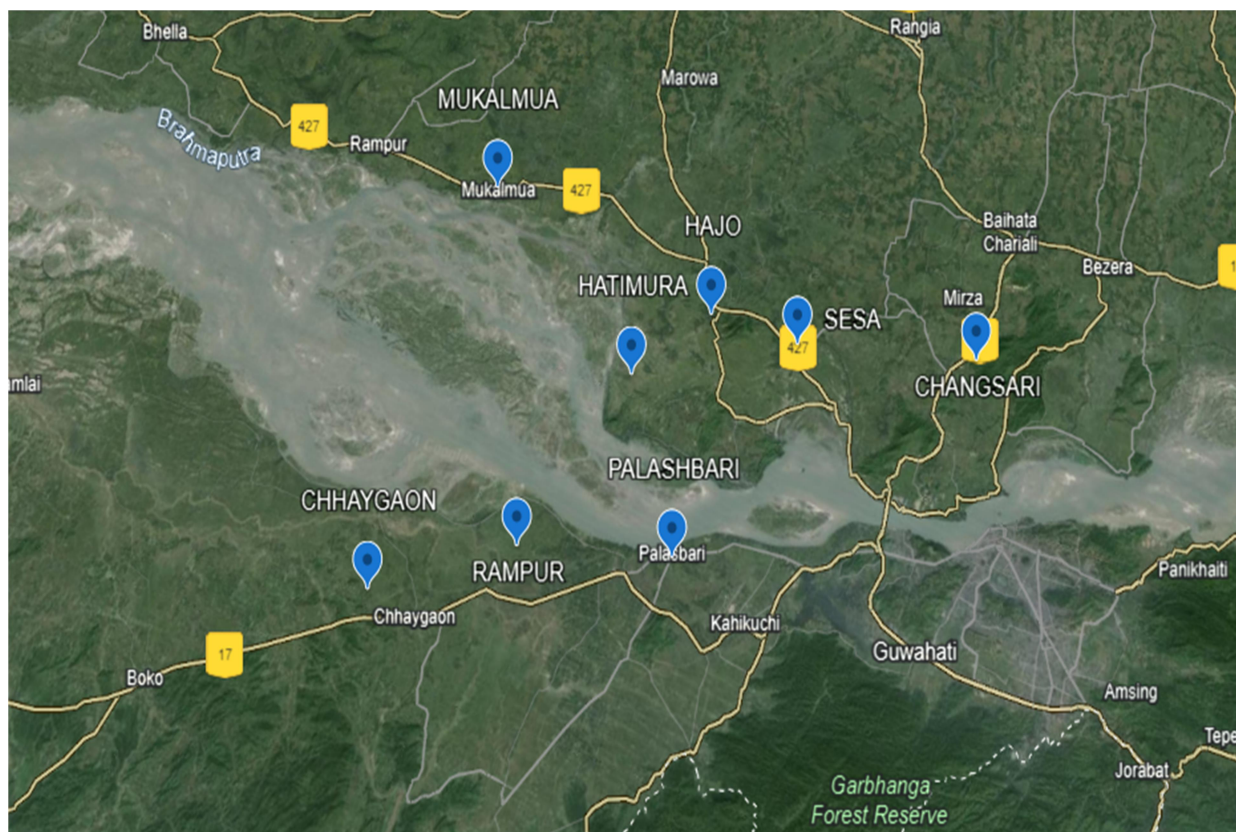 Bhella
Rangia
Marowa
MUKALMUA
Brahmaputra
427
Rampur
Mukalmua
427
HAJO
Baihata
Chariali
Bezera
1
HATIMURA
Mirza
SESA
427
CHANGSARI
amlai
PALASHBARI
CHHAYGAON
Palasbari
RAMPUR
Panikhaiti
Chhaygaon
Kahikuchi
17
Guwahati
Boko
Amsing
Tepe
Jorabat
Garbhanga
Forest Reserve